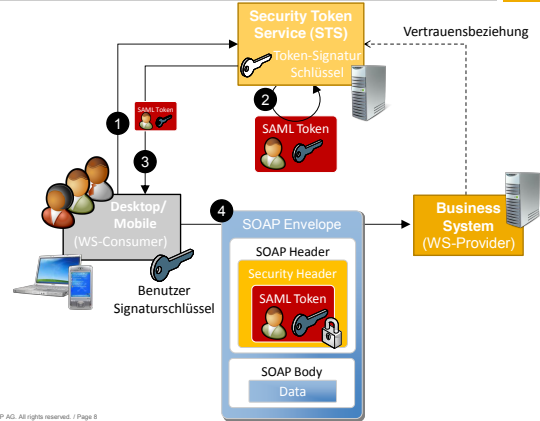 Security Token
Service (STS)
Token-Signatur
Schlüssel
Vertrauensbeziehung
SAML Token
1
2
SAML Token
3
Desktop/
Mobile
(WS-Consumer)
4
SOAP Envelope
SOAP Header
Security Header
SAML Token
SOAP Body
Data
Business
System
(WS-Provider)
Benutzer
Signaturschlüssel
P AG. All rights reserved. / Page 8